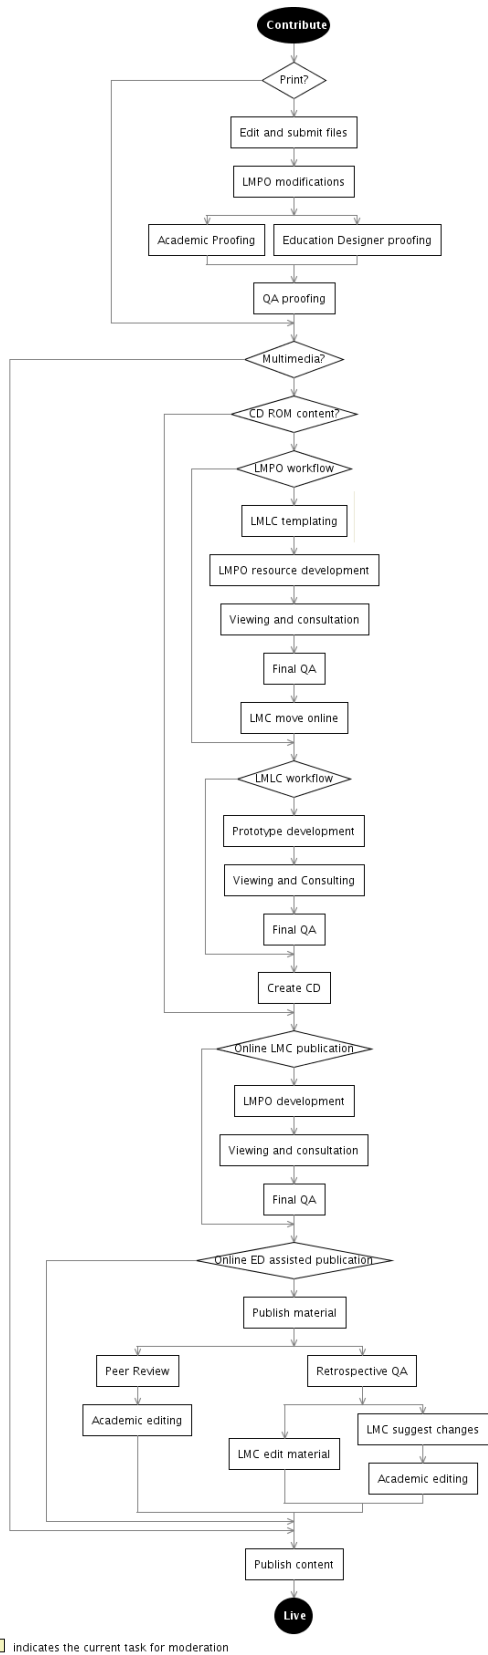 Contribute
Print?
Edit and submit files
LMPO modifications
Academic Proofing
Education Designer proofing
QA proofing
Multimedia?
CD ROM content?
LMPO workflow
LMLC templating
LMPO resource development
Viewing and consultation
Final QA
LMC move online
LMLC workflow
Prototype development
Viewing and Consulting
Final QA
Create CD
Online LMC publication
LMPO development
Viewing and consultation
Final QA
Online ED assisted publication
Publish material
Peer Review
Retrospective QA
Academic editing
LMC suggest changes
LMC edit material
Academic editing
Publish content
Live
indicates the current task for moderation